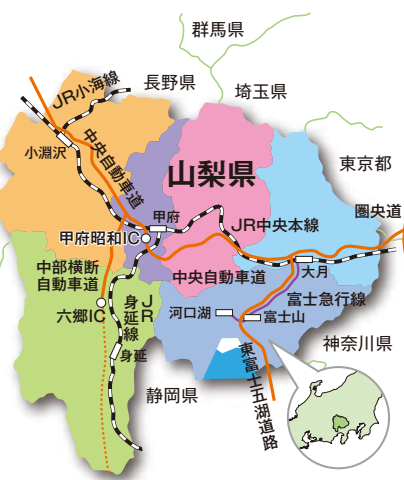 群馬県
長野県
埼玉県
JR小海線
小淵沢
中央自動車道
山梨県
東京都
圏央道
甲府
甲府昭和IC
JR中央本線
中部横断
自動車道
中央自動車道
大月
六郷IC
JR
身延線
河口湖
富士急行線
富士山
身延
神奈川県
静岡県
東富士五湖道路